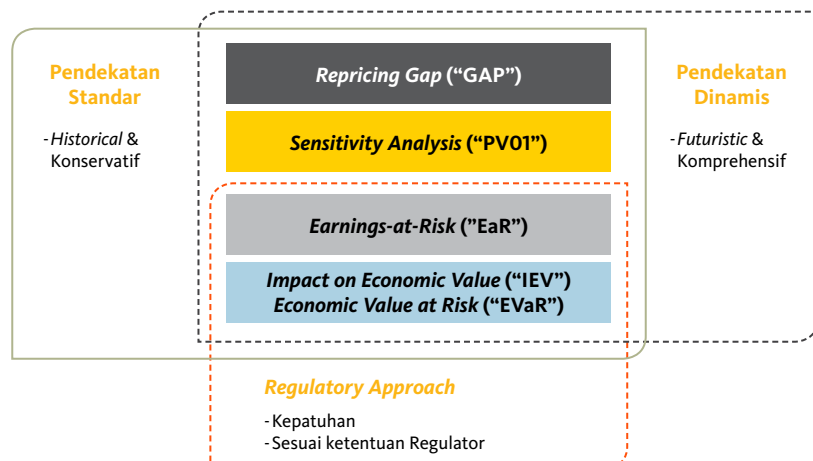 Pendekatan
Standar
- Historical &
Konservatif
Repricing Gap (“GAP”)
Sensitivity Analysis (“PV01”)
Earnings-at-Risk (”EaR”)
Impact on Economic Value (“IEV”)
Economic Value at Risk (“EVaR”)
Pendekatan
Dinamis
- Futuristic &
Komprehensif
Regulatory Approach
- Kepatuhan
- Sesuai ketentuan Regulator